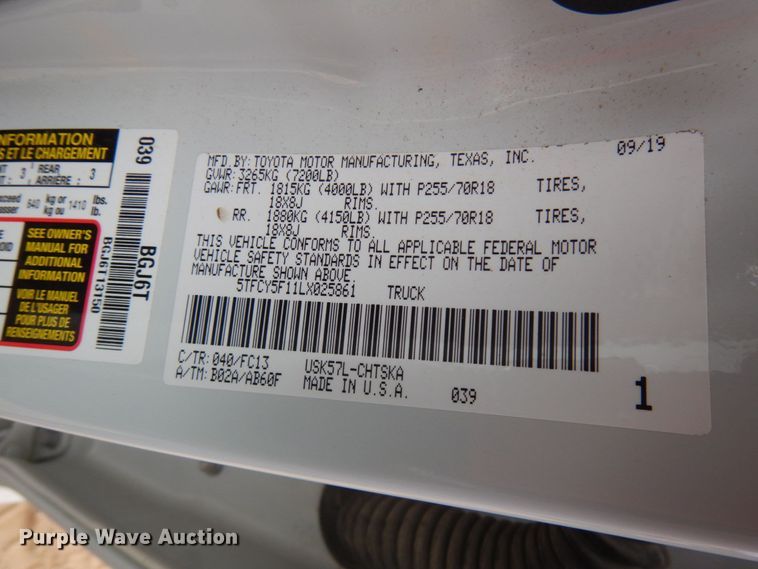 NFORMATION
S ET LE CHARGEMENT
3 REAR ARRIÈRE : 3
640 kg or kg ou 1410 lbs. lb.
SEE OWNER'S
MANUAL FOR
ADDITIONAL
INFORMATION
VOIR LE MANUEL
DE L'USAGER
POUR PLUS DE
RENSEIGNEMENTS
039
BGJ6T
BGJ6T13150
MFD.BY:TOYOTA MOTOR MANUFACTURING, TEXAS, INC. 09/19
GVWR:3265KG (7200LB)
GAWR:FRT. 1815KG (4000LB) WITH P255/70R18 TIRES,
18X8J RIMS.
RR. 1880KG (4150LB) WITH P255/70R18 TIRES,
18X8J RIMS.
THIS VEHICLE CONFORMS TO ALL APPLICABLE FEDERAL MOTOR
VEHICLE SAFETY STANDARDS IN EFFECT ON THE DATE OF
MANUFACTURE SHOWN ABOVE
5TFCY5F11LX025861 TRUCK
C/TR:040/FC13 USK57L-CHTSKA
A/TM:B02A/AB60F MADE IN U.S.A. 039 1
Purple Wave Auction